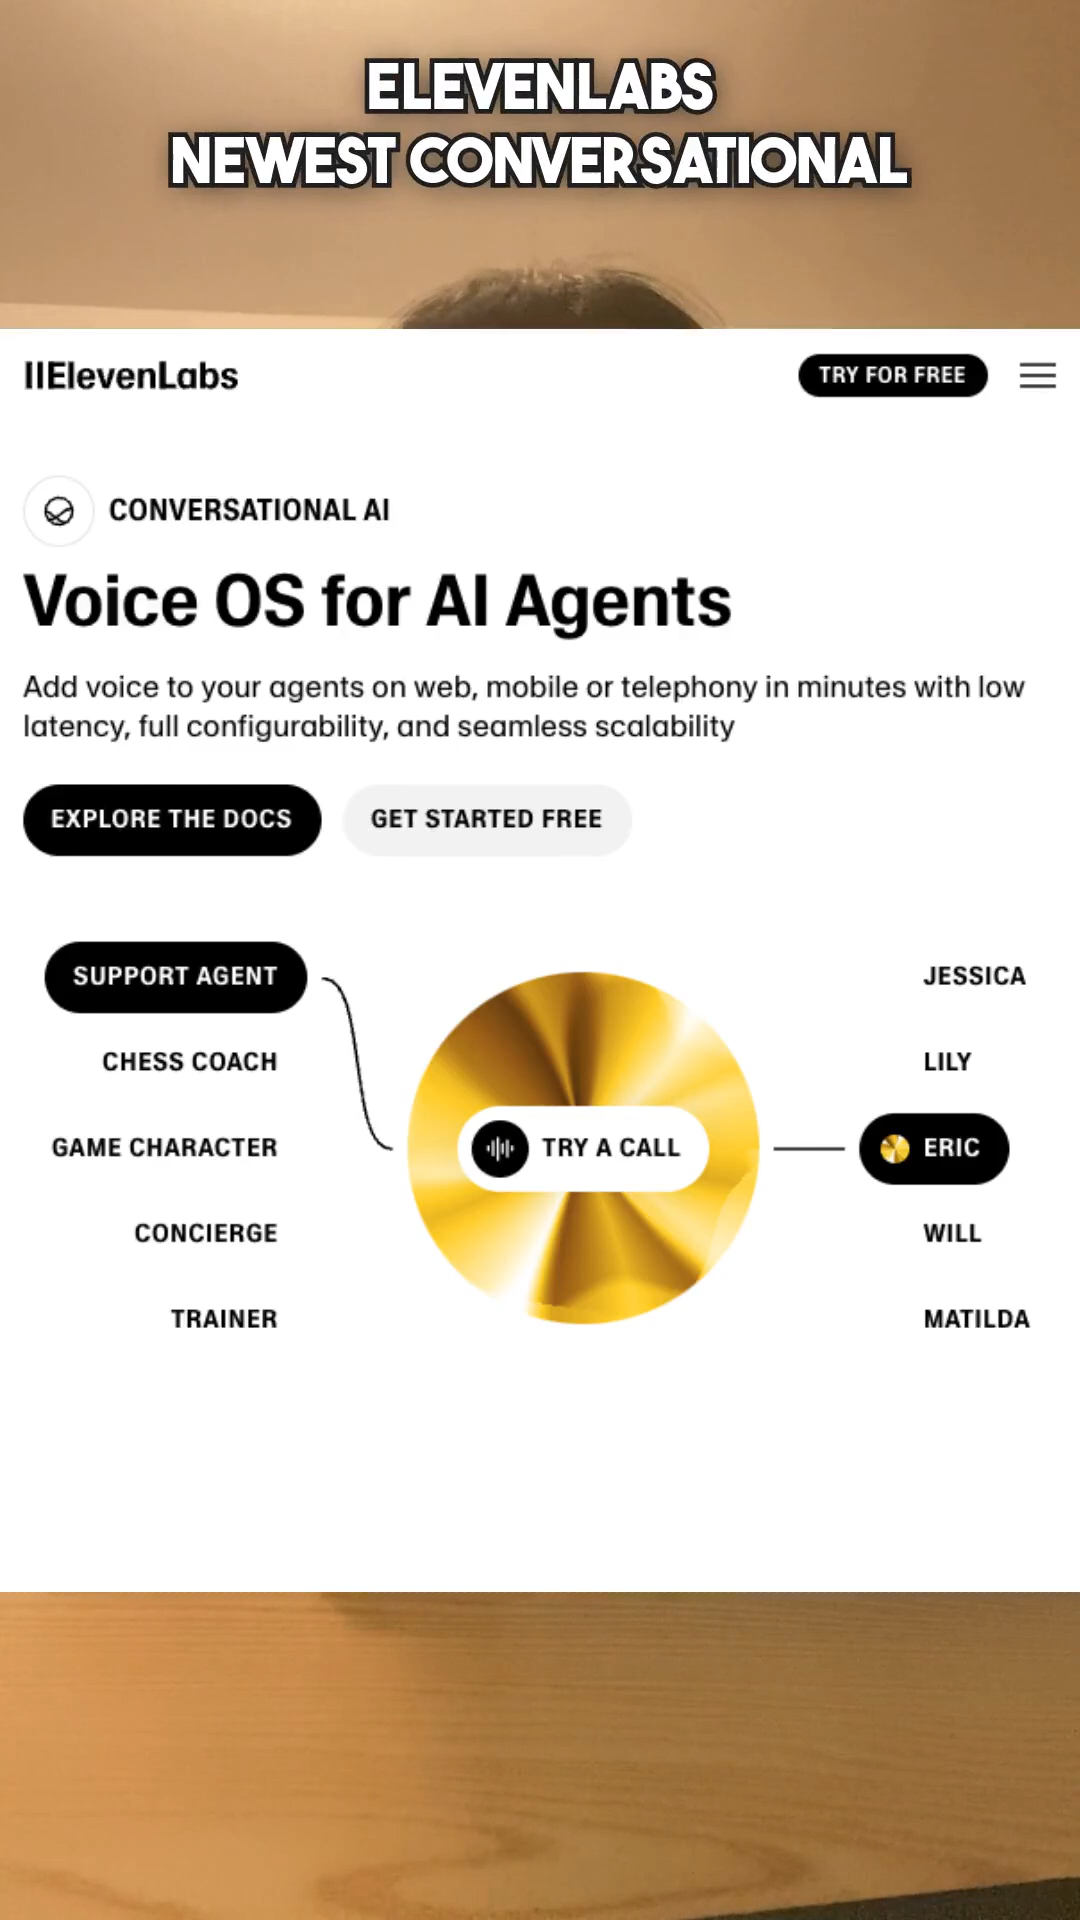 ELEVENLABS
NEWEST CONVERSATIONAL
IIElevenLabs
TRY FOR FREE
CONVERSATIONAL AI
Voice OS for AI Agents
Add voice to your agents on web, mobile or telephony in minutes with low
latency, full configurability, and seamless scalability
EXPLORE THE DOCS
GET STARTED FREE
SUPPORT AGENT
CHESS COACH
GAME CHARACTER
CONCIERGE
TRAINER
TRY A CALL
JESSICA
LILY
ERIC
WILL
MATILDA